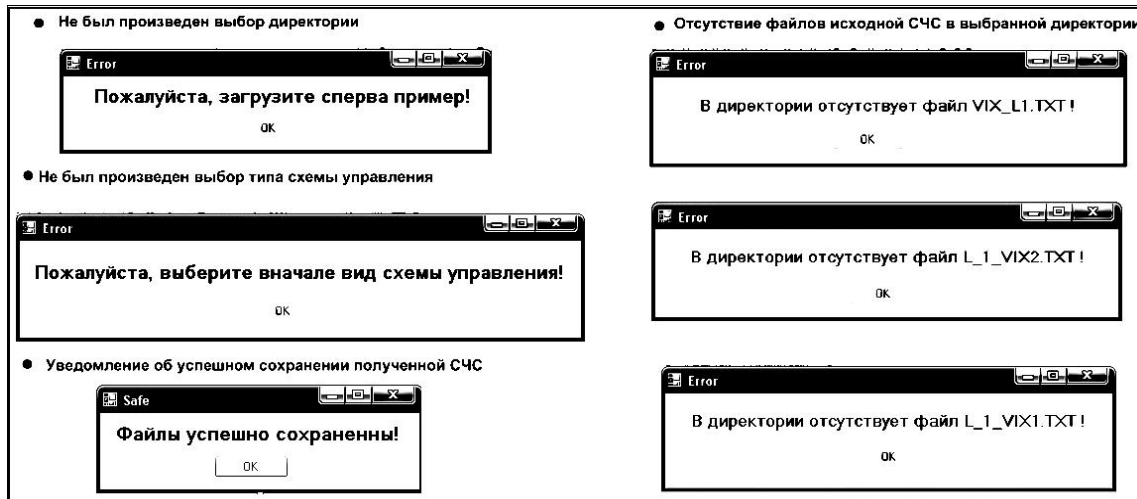 Не был произведен выбор директории
Error
Пожалуйста, загрузите сперва пример!
OK
Не был произведен выбор типа схемы управления
Error
Пожалуйста, выберите вначале вид схемы управления!
OK
Уведомление об успешном сохранении полученной СЧС
Safe
Файлы успешно сохраненны!
OK
Отсутствие файлов исходной СЧС в выбранной директории
Error
В директории отсутствует файл VIX_L1.TXT !
OK
Error
В директории отсутствует файл L_1_VIX2.TXT !
OK
Error
В директории отсутствует файл L_1_VIX1.TXT !
OK